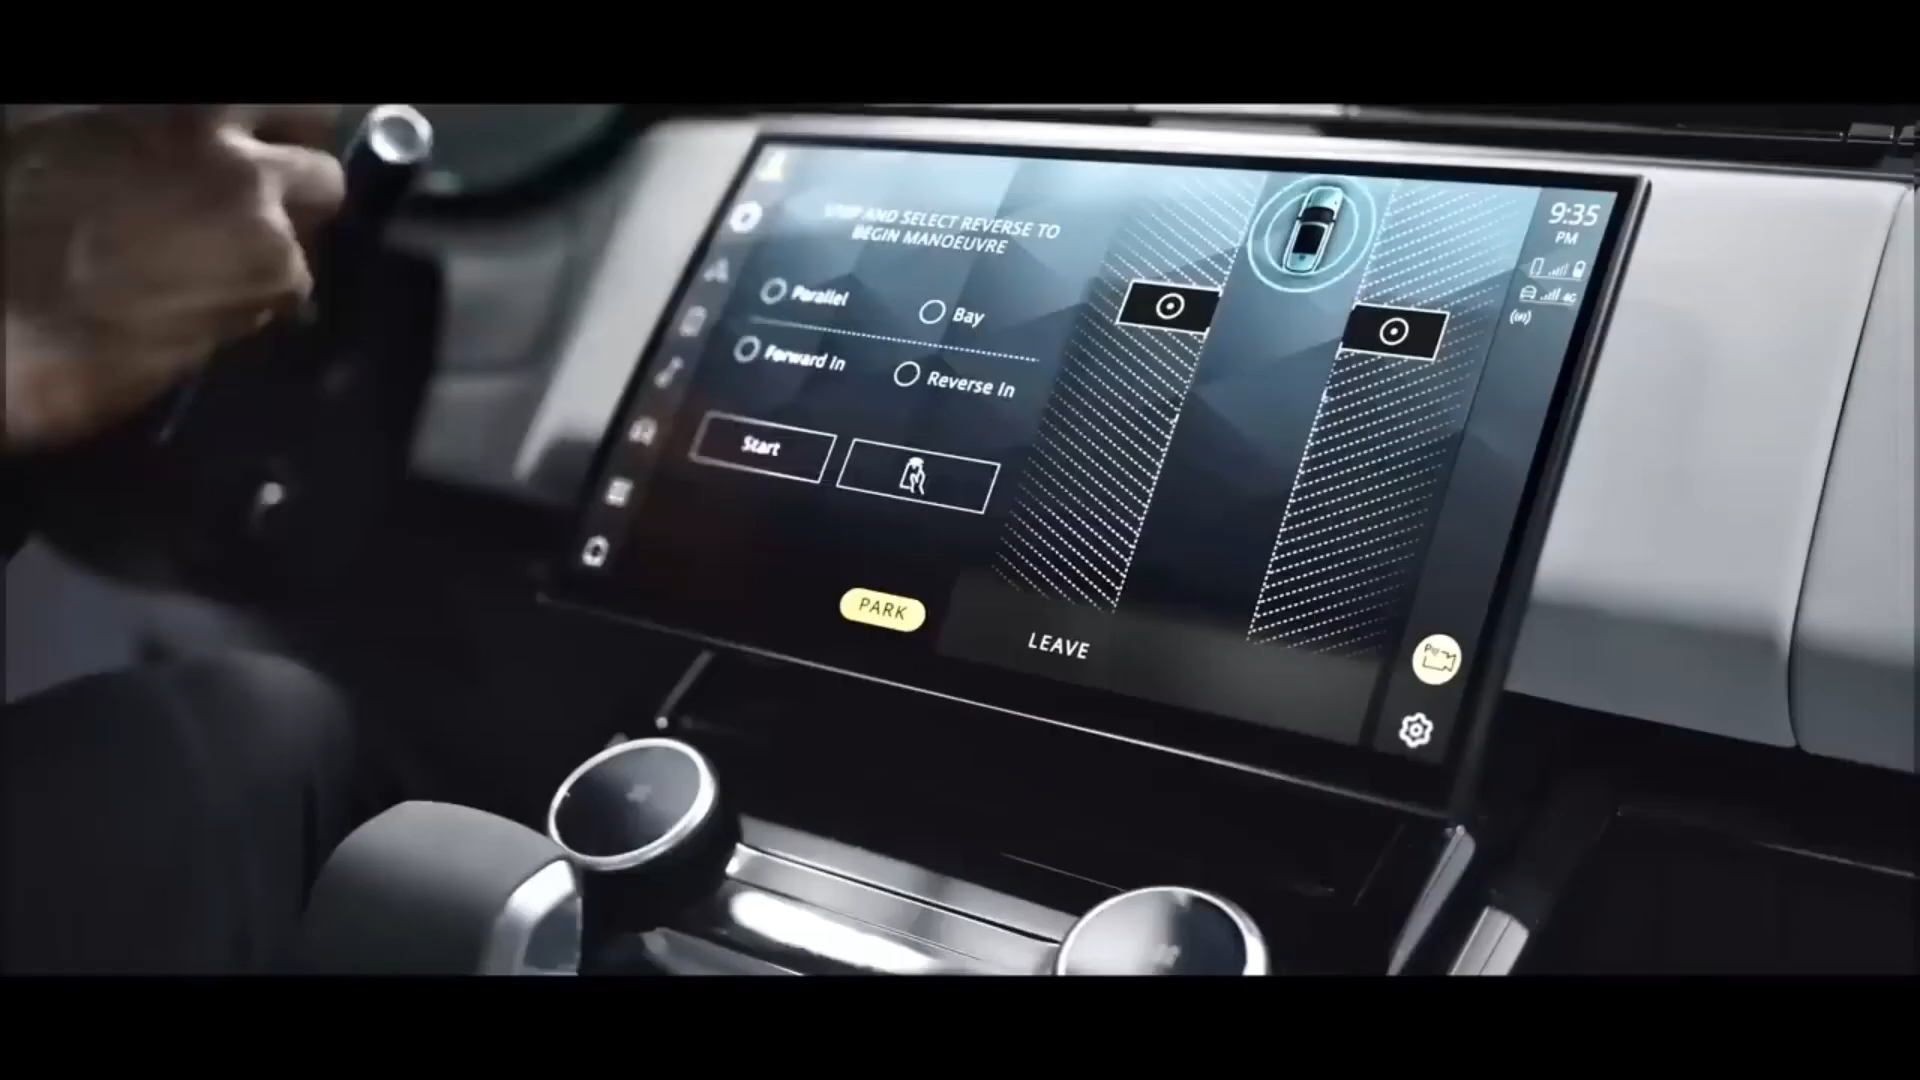 STOP AND SELECT REVERSE TO
BEGIN MANOEUVRE
Parallel
Bay
Forward In
Reverse In
Start
PARK
LEAVE
9:35
PM
4G